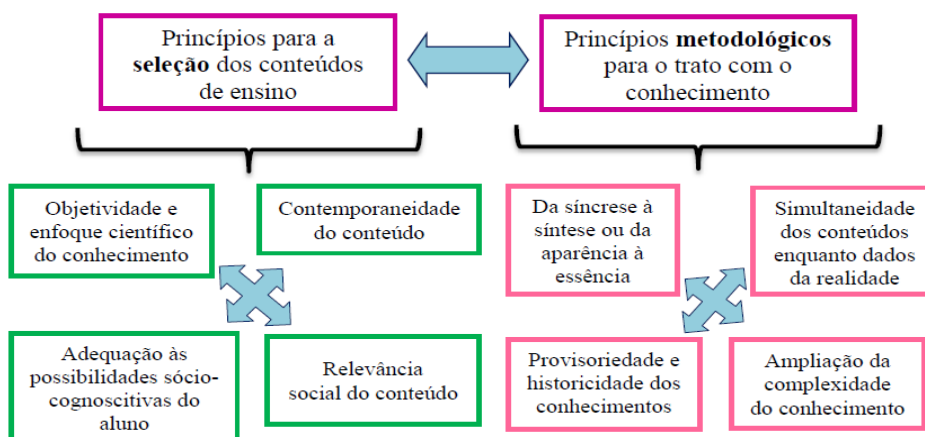 Princípios para a
seleção dos conteúdos
de ensino
Princípios metodológicos
para o trato com o
conhecimento
Objetividade e
enfoque científico
do conhecimento
Contemporaneidade
do conteúdo
Da síncrese à
síntese ou da
aparência à
essência
Simultaneidade
dos conteúdos
enquanto dados
da realidade
Adequação às
possibilidades sócio-
cognoscitivas do
aluno
Relevância
social do conteúdo
Provisoriedade e
historicidade dos
conhecimentos
Ampliação da
complexidade
do conhecimento